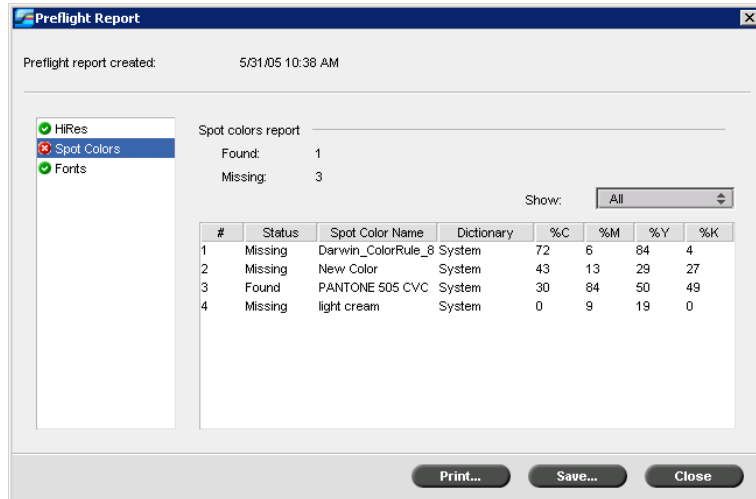 Preflight Report
Preflight report created: 5/31/05 10:38 AM
HiRes
Spot Colors
Fonts
Spot colors report
Found: 1
Missing: 3
Show: All
# Status Spot Color Name Dictionary %C %M %Y %K
1 Missing Darwin_ColorRule_8 System 72 6 84 4
2 Missing New Color System 43 13 29 27
3 Found PANTONE 505 CVC System 30 84 50 49
4 Missing light cream System 0 9 19 0
Print... Save... Close